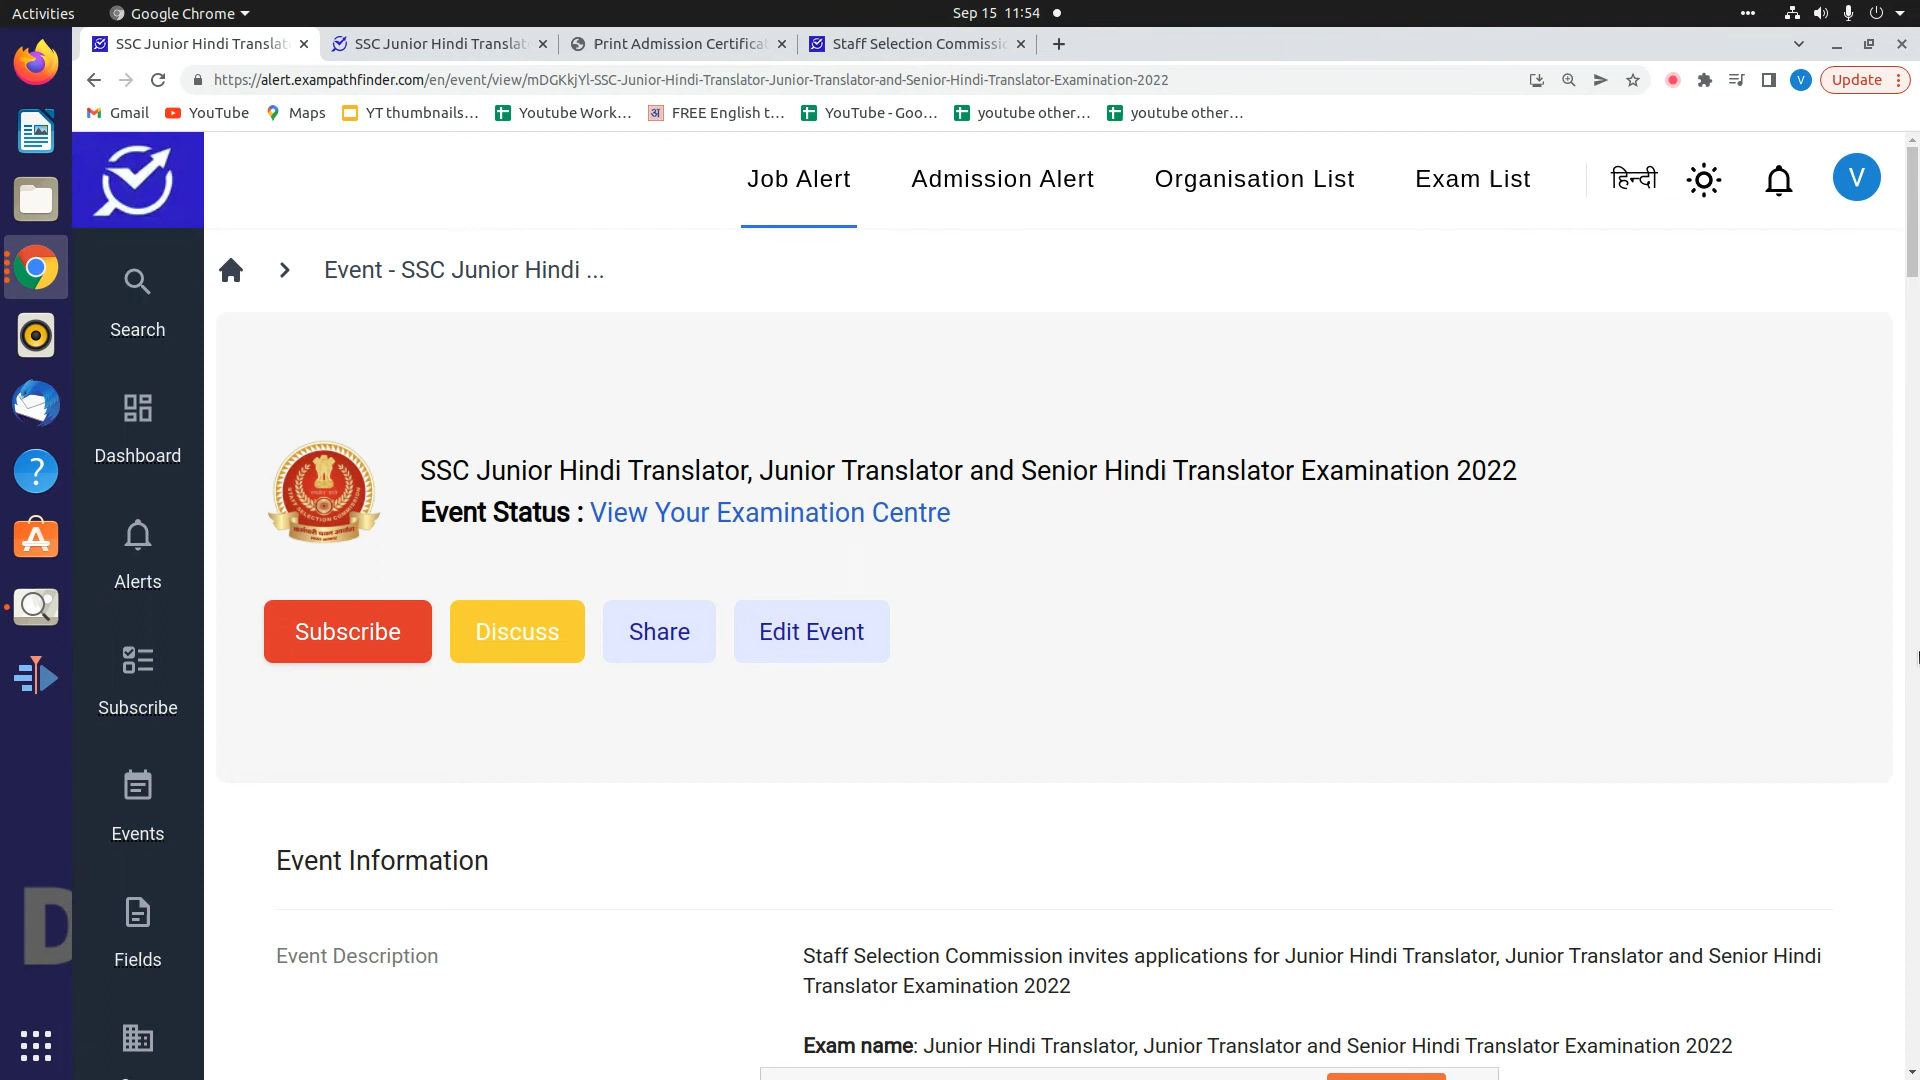 Activities
Google Chrome
Sep 15 11:54
SSC Junior Hindi Translat
SSC Junior Hindi Translat
Print Admission Certifica
Staff Selection Commissi
https://alert.exampathfinder.com/en/event/view/mDGKkjYl-SSC-Junior-Hindi-Translator-Junior-Translator-and-Senior-Hindi-Translator-Examination-2022
V
Update
Gmail
YouTube
Maps
YT thumbnails...
Youtube Work...
FREE English t...
YouTube - Goo...
youtube other...
youtube other...
Job Alert
Admission Alert
Organisation List
Exam List
हिन्दी
V
Event - SSC Junior Hindi ...
Search
Dashboard
Alerts
Subscribe
Events
Fields
SSC Junior Hindi Translator, Junior Translator and Senior Hindi Translator Examination 2022
Event Status : View Your Examination Centre
Subscribe
Discuss
Share
Edit Event
Event Information
Event Description
Staff Selection Commission invites applications for Junior Hindi Translator, Junior Translator and Senior Hindi
Translator Examination 2022
Exam name: Junior Hindi Translator, Junior Translator and Senior Hindi Translator Examination 2022